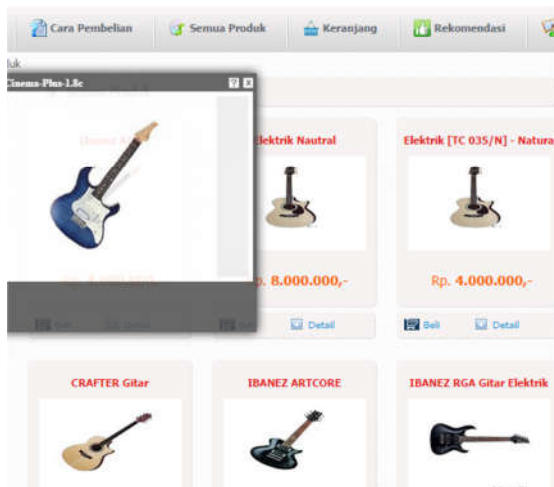 Cara Pembelian
Semua Produk
Keranjang
Rekomendasi
luk
Cinema-Plus-1.8c
?
Elektrik Nautral
Elektrik [TC 035/N] - Natura
p. 8.000.000,-
Rp. 4.000.000,-
Detail
Beli
Detail
CRAFTER Gitar
IBANEZ ARTCORE
IBANEZ RGA Gitar Elektrik